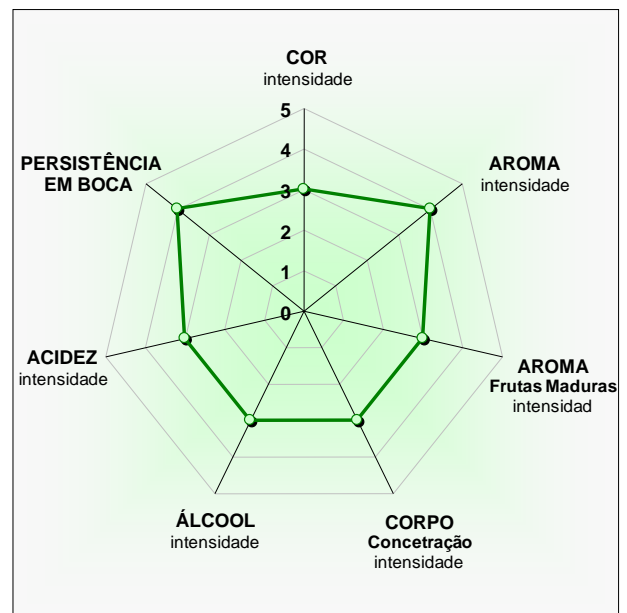 COR
intensidade
5
4
3
2
1
0
AROMA
intensidade
AROMA
Frutas Maduras
intensidad
CORPO
Concetração
intensidade
ÁLCOOL
intensidade
ACIDEZ
intensidade
PERSISTÊNCIA
EM BOCA